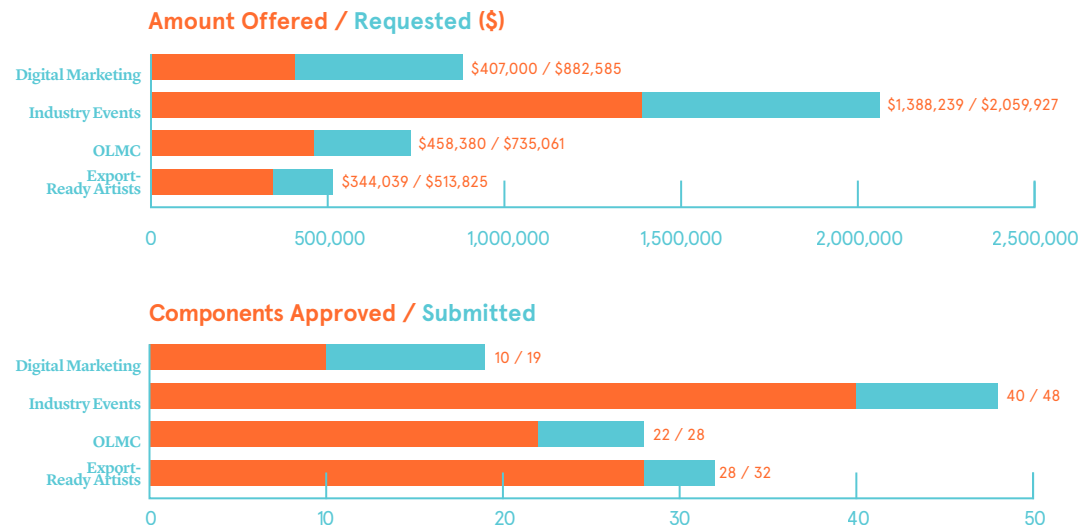 Amount Offered / Requested ($)
Digital Marketing
$407,000 / $882,585
Industry Events
$1,388,239 / $2,059,927
OLMC
$458,380 / $735,061
Export-
Ready Artists
$344,039 / $513,825
0 500,000 1,000,000 1,500,000 2,000,000 2,500,000
Components Approved / Submitted
Digital Marketing
10 / 19
Industry Events
40 / 48
OLMC
22 / 28
Export-
Ready Artists
28 / 32
0 10 20 30 40 50